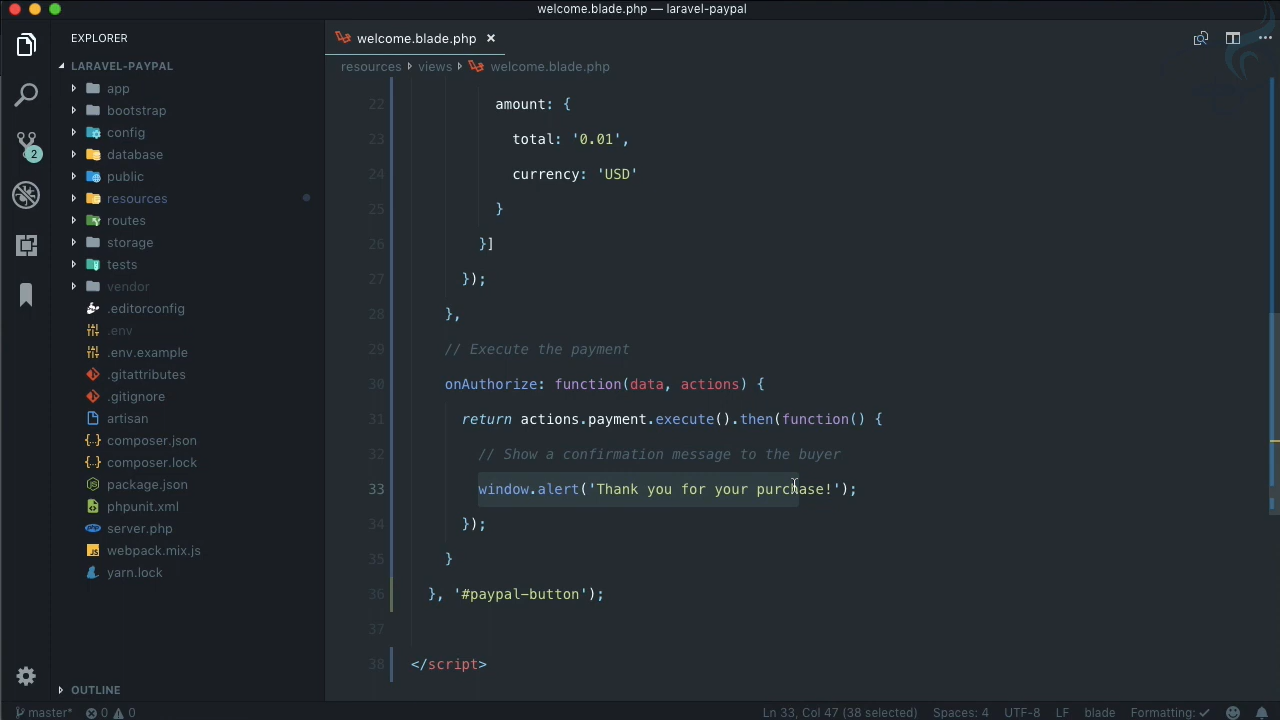 welcome.blade.php — laravel-paypal
EXPLORER
welcome.blade.php ×
LARAVEL-PAYPAL
resources views welcome.blade.php
app
bootstrap
config
database
public
resources
routes
storage
tests
vendor
.editorconfig
.env
.env.example
.gitattributes
.gitignore
artisan
composer.json
composer.lock
package.json
phpunit.xml
server.php
webpack.mix.js
yarn.lock
OUTLINE
2
22 amount: {
23 total: '0.01',
24 currency: 'USD'
25 }
26 }]
27 });
28 },
29 // Execute the payment
30 onAuthorize: function(data, actions) {
31 return actions.payment.execute().then(function() {
32 // Show a confirmation message to the buyer
33 window.alert('Thank you for your purchase!');
34 });
35 }
36 }, '#paypal-button');
37
38 </script>
master* 0 0 Ln 33, Col 47 (38 selected) Spaces: 4 UTF-8 LF blade Formatting: ✓